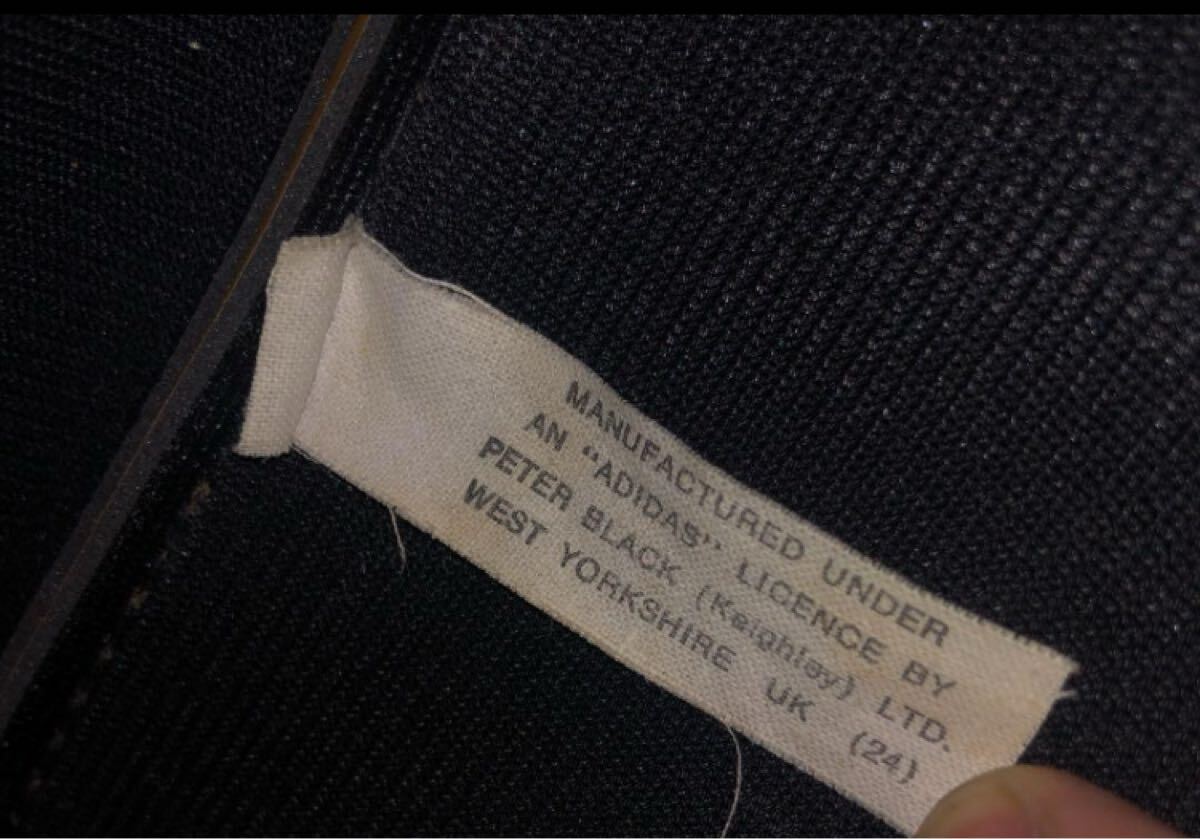 MANUFACTURED UNDER
AN "ADIDAS" LICENCE BY
PETER BLACK (Keighley) LTD.
WEST YORKSHIRE UK (24)